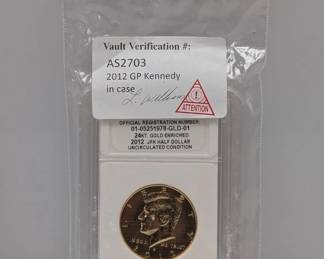 Vault Verification #:
AS2703
2012 GP Kennedy
in case
ATTENTION
OFFICIAL REGISTRATION NUMBER:
01-05251978-GLD-01
24KT. GOLD ENRICHED
2012 JFK HALF DOLLAR
UNCIRCULATED CONDITION